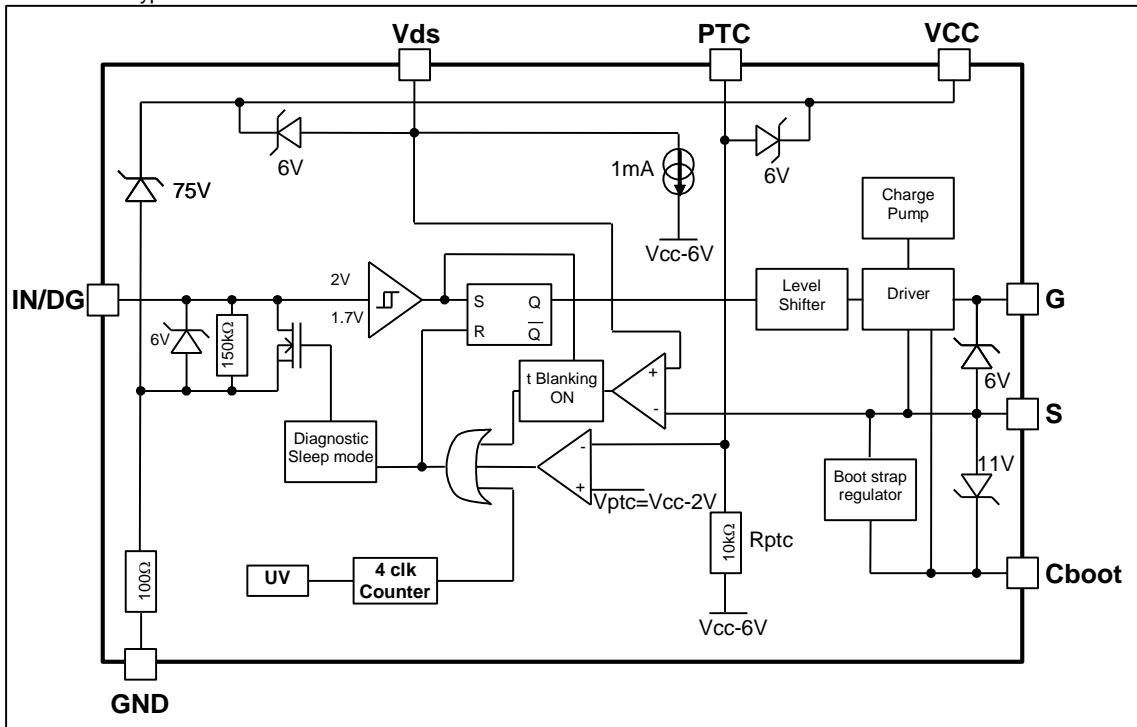 Vds
PTC
VCC
6V
1mA
6V
75V
Charge
Pump
Vcc-6V
IN/DG
2V
1.7V
S
Q
R
Q
Level
Shifter
Driver
G
6V
150kΩ
t Blanking
ON
+
-
6V
S
Diagnostic
Sleep mode
-
+
Vptc=Vcc-2V
Boot strap
regulator
11V
10kΩ
Rptc
100Ω
UV
4 clk
Counter
Cboot
Vcc-6V
GND